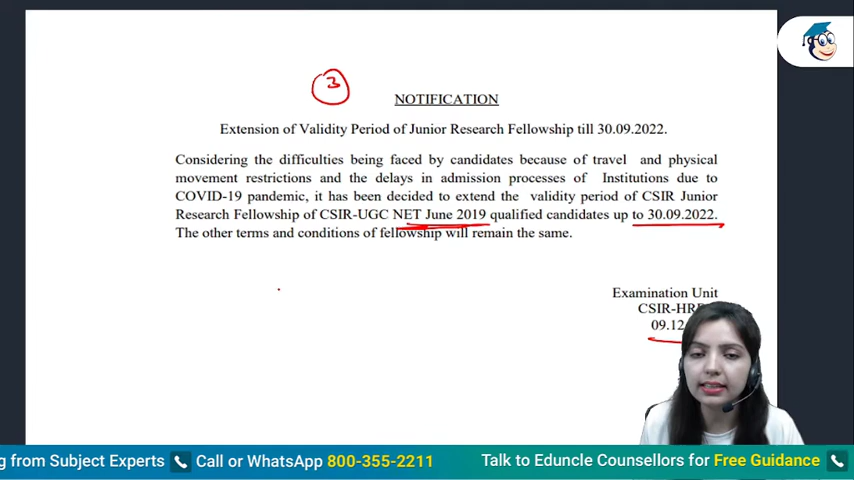 3
NOTIFICATION
Extension of Validity Period of Junior Research Fellowship till 30.09.2022.
Considering the difficulties being faced by candidates because of travel and physical
movement restrictions and the delays in admission processes of Institutions due to
COVID-19 pandemic, it has been decided to extend the validity period of CSIR Junior
Research Fellowship of CSIR-UGC NET June 2019 qualified candidates up to 30.09.2022.
The other terms and conditions of fellowship will remain the same.
Examination Unit
CSIR-HR
09.12.
g from Subject Experts Call or WhatsApp 800-355-2211 Talk to Eduncle Counsellors for Free Guidance